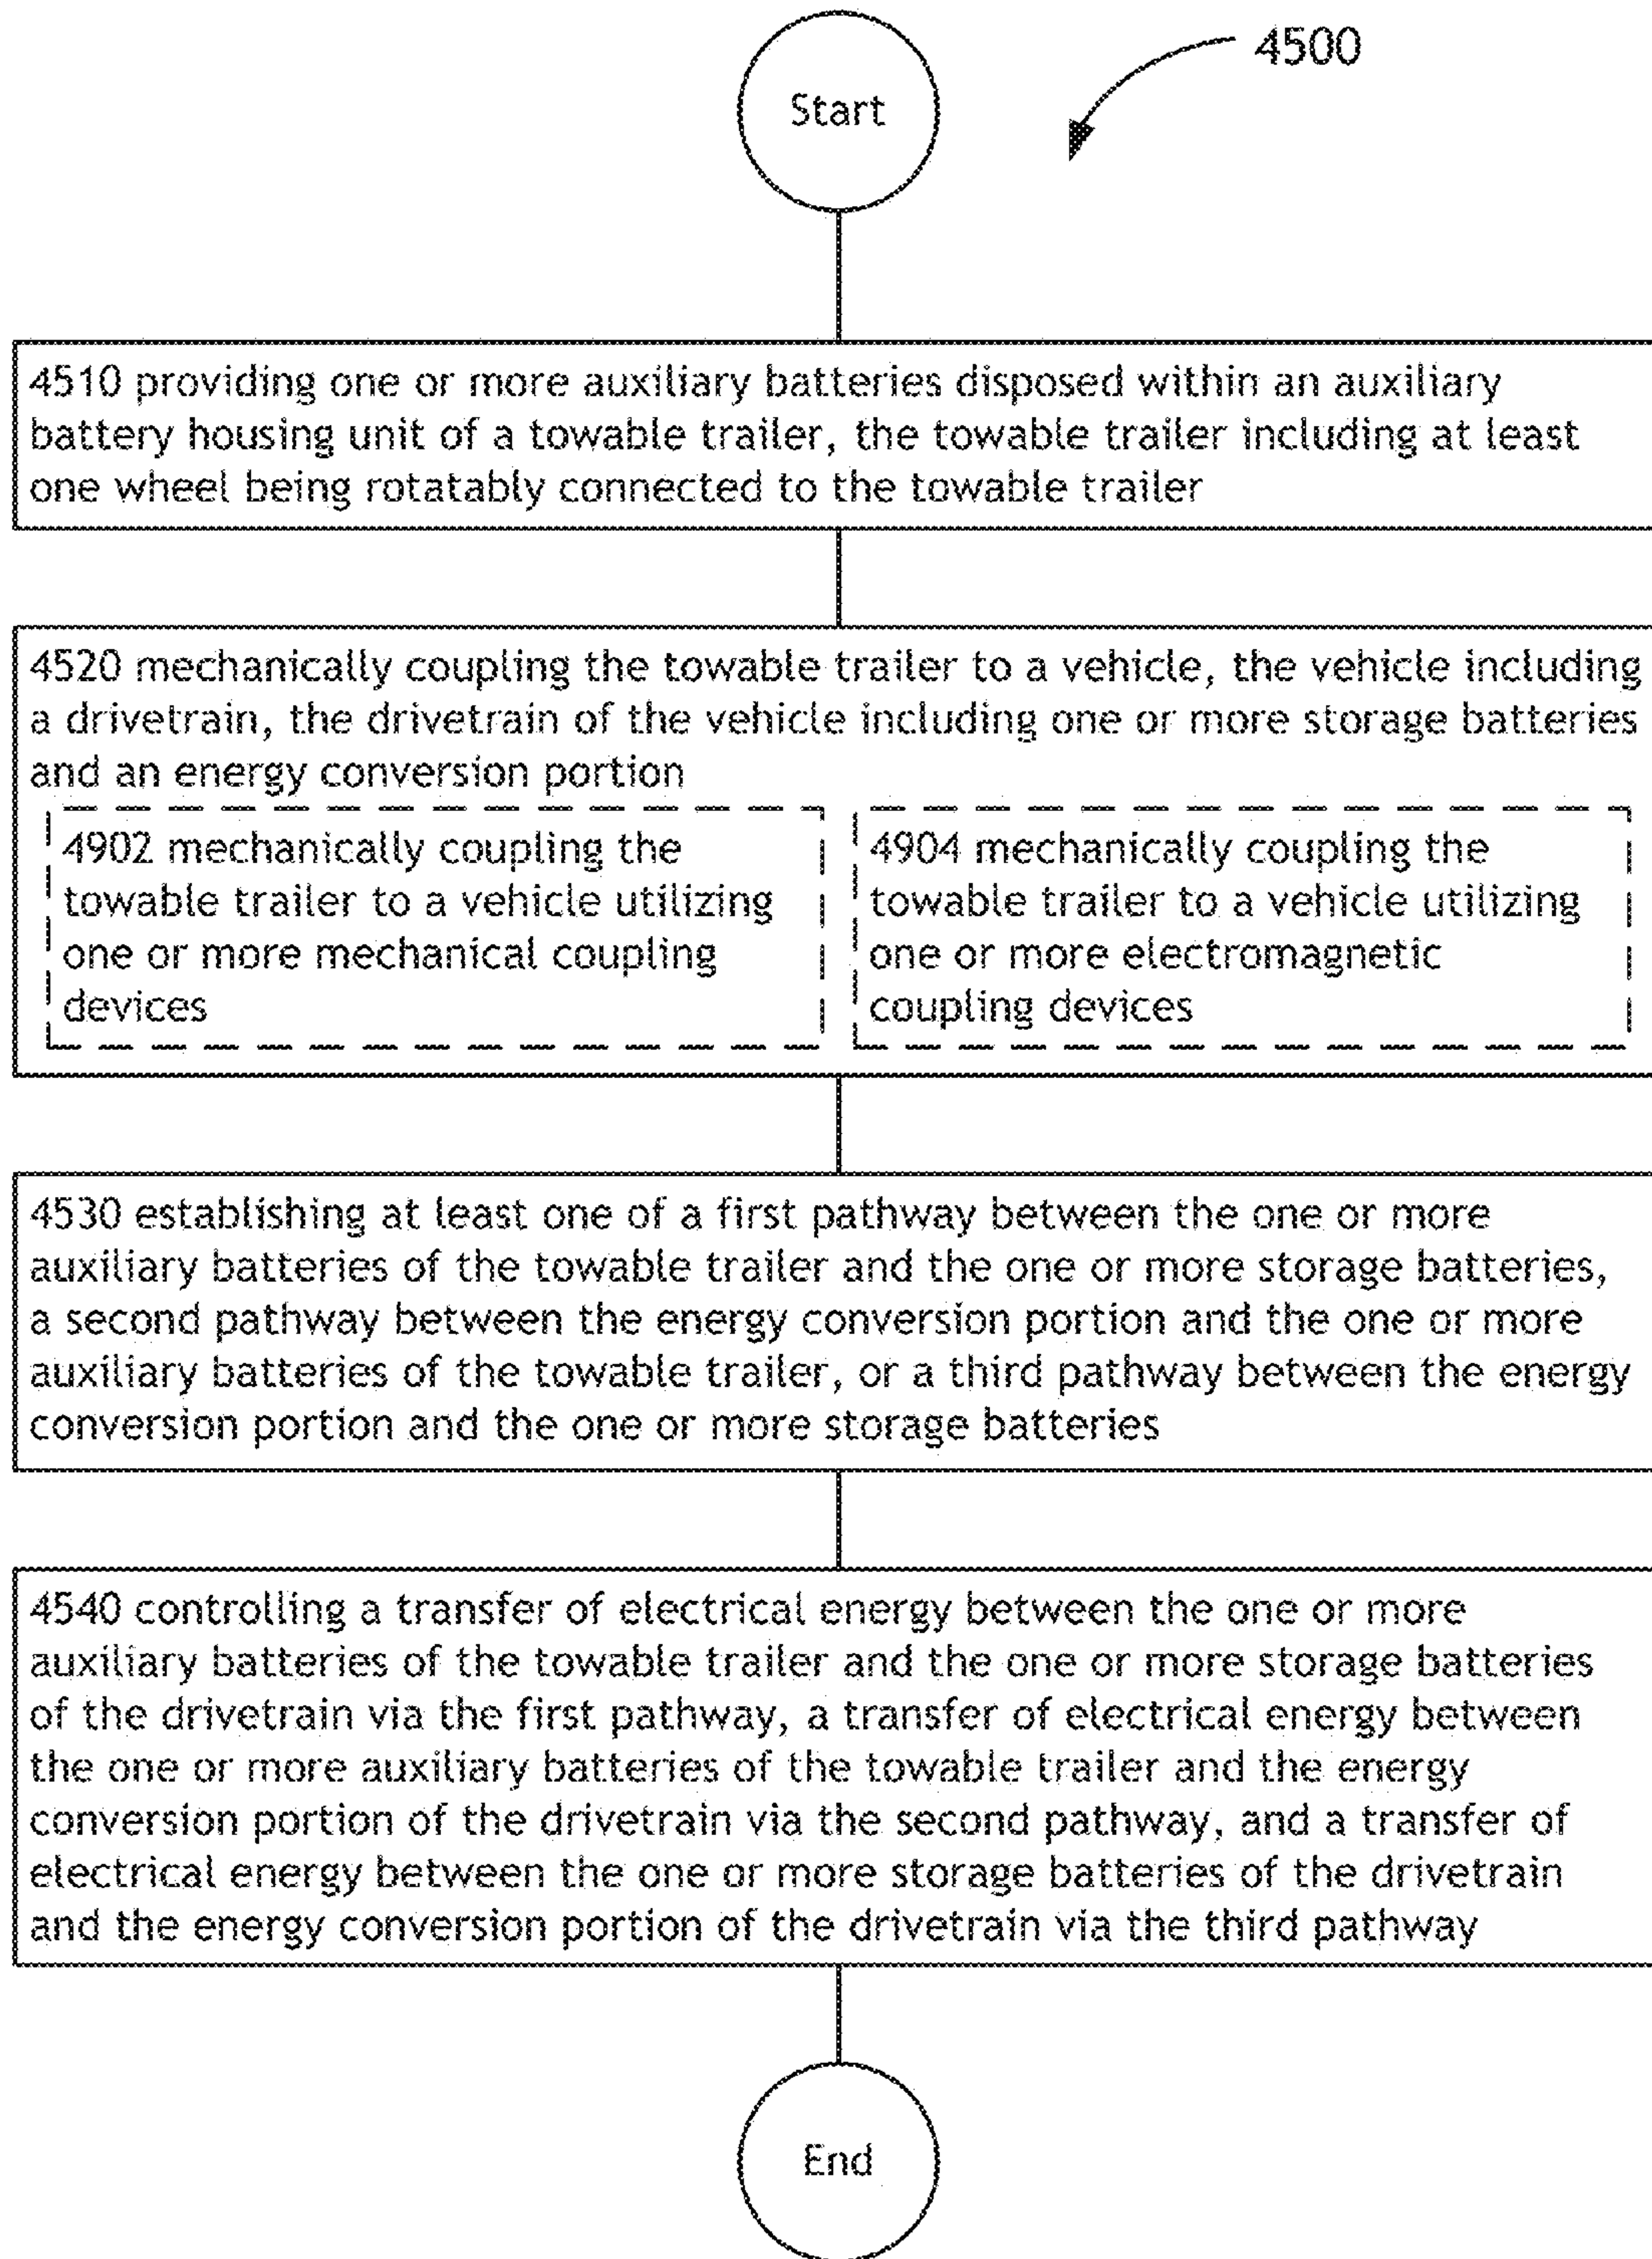 4500
Start
4510 providing one or more auxiliary batteries disposed within an auxiliary
battery housing unit of a towable trailer, the towable trailer including at least
one wheel being rotatably connected to the towable trailer
4520 mechanically coupling the towable trailer to a vehicle, the vehicle including
a drivetrain, the drivetrain of the vehicle including one or more storage batteries
and an energy conversion portion
4902 mechanically coupling the
towable trailer to a vehicle utilizing
one or more mechanical coupling
devices
4904 mechanically coupling the
towable trailer to a vehicle utilizing
one or more electromagnetic
coupling devices
4530 establishing at least one of a first pathway between the one or more
auxiliary batteries of the towable trailer and the one or more storage batteries,
a second pathway between the energy conversion portion and the one or more
auxiliary batteries of the towable trailer, or a third pathway between the energy
conversion portion and the one or more storage batteries
4540 controlling a transfer of electrical energy between the one or more
auxiliary batteries of the towable trailer and the one or more storage batteries
of the drivetrain via the first pathway, a transfer of electrical energy between
the one or more auxiliary batteries of the towable trailer and the energy
conversion portion of the drivetrain via the second pathway, and a transfer of
electrical energy between the one or more storage batteries of the drivetrain
and the energy conversion portion of the drivetrain via the third pathway
End